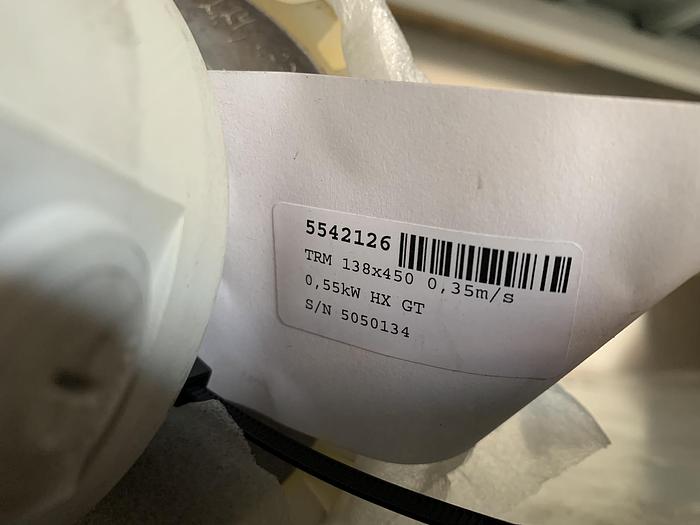 5542126
TRM 138x450 0,35m/s
0,55kW HX GT
S/N 5050134